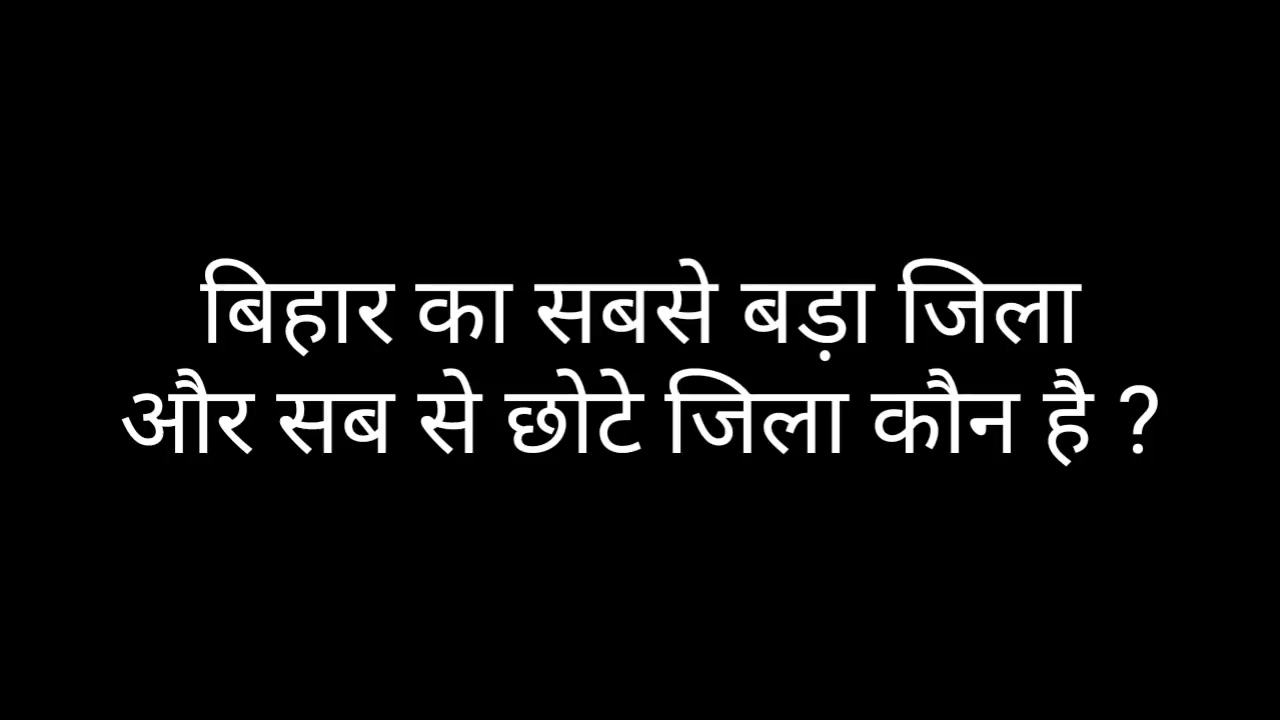 बिहार का सबसे बड़ा जिला
और सब से छोटे जिला कौन है ?